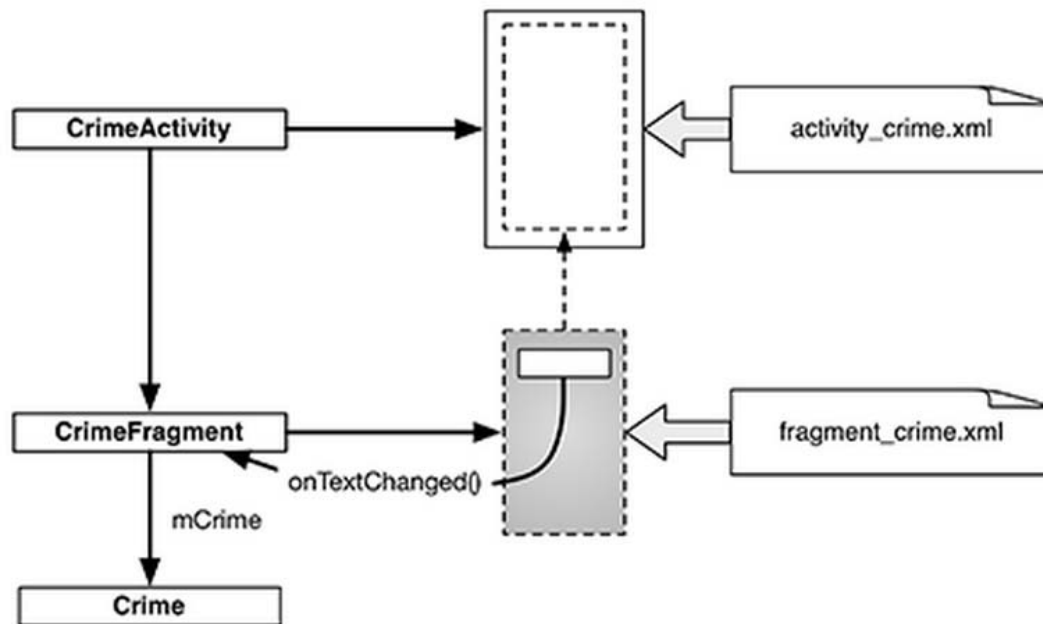 CrimeActivity
activity_crime.xml
CrimeFragment
fragment_crime.xml
onTextChanged()
mCrime
Crime